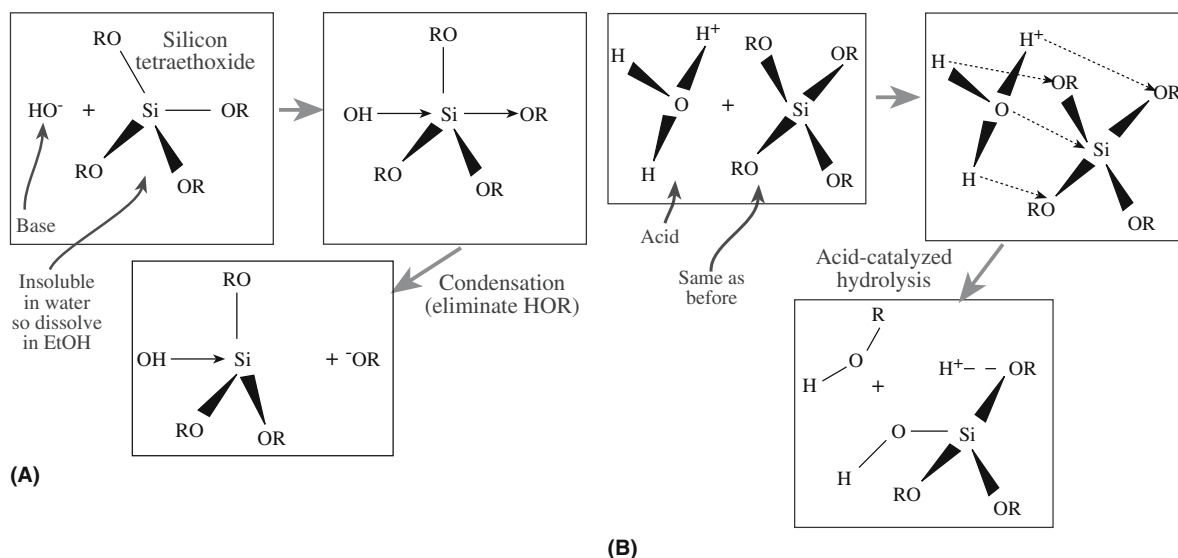 RO
Silicon
tetraethoxide
HO⁻ + Si OR
RO OR
Base
Insoluble
in water
so dissolve
in EtOH
RO
OH Si OR
RO OR
Condensation
(eliminate HOR)
RO
OH Si + ⁻OR
RO OR
(A)
H H⁺ RO OR
O + Si
H RO OR
Acid
Same as
before
H⁺
H OR OR
O Si
H
RO OR
Acid-catalyzed
hydrolysis
R
O
H + H⁺ OR
O Si
H
RO OR
(B)